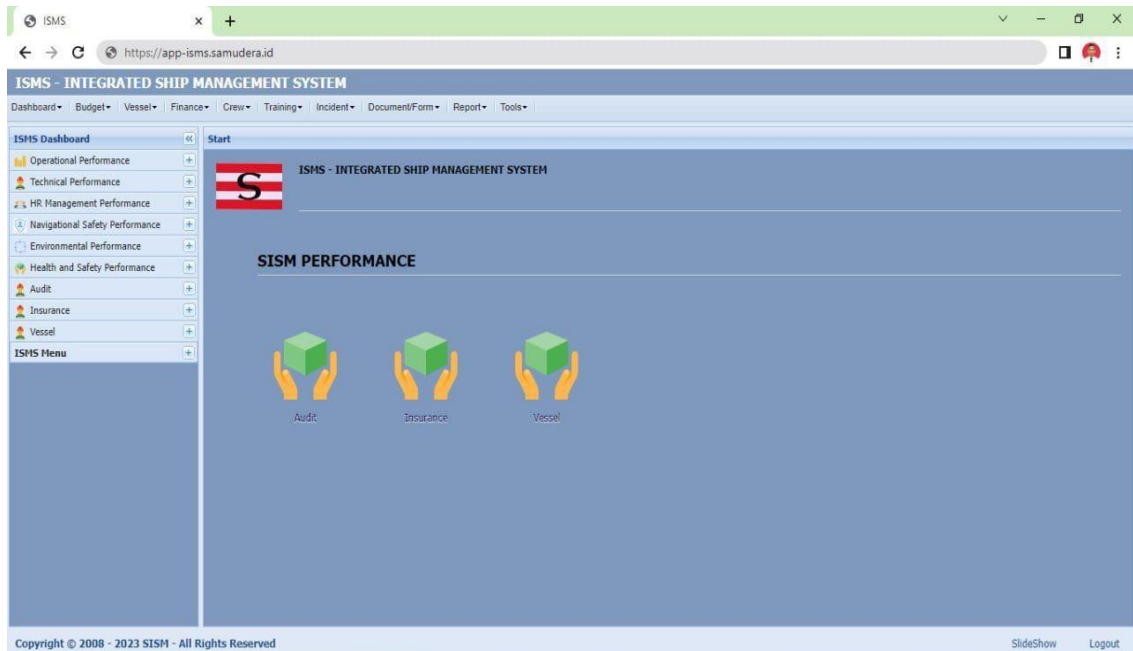 ISMS
https://app-isms.samudera.id
ISMS - INTEGRATED SHIP MANAGEMENT SYSTEM
Dashboard Budget Vessel Finance Crew Training Incident Document/Form Report Tools
ISMS Dashboard
Start
Operational Performance
Technical Performance
HR Management Performance
Navigational Safety Performance
Environmental Performance
Health and Safety Performance
Audit
Insurance
Vessel
ISMS Menu
S
ISMS - INTEGRATED SHIP MANAGEMENT SYSTEM
SISM PERFORMANCE
Audit Insurance Vessel
Copyright © 2008 - 2023 SISM - All Rights Reserved
SlideShow Logout